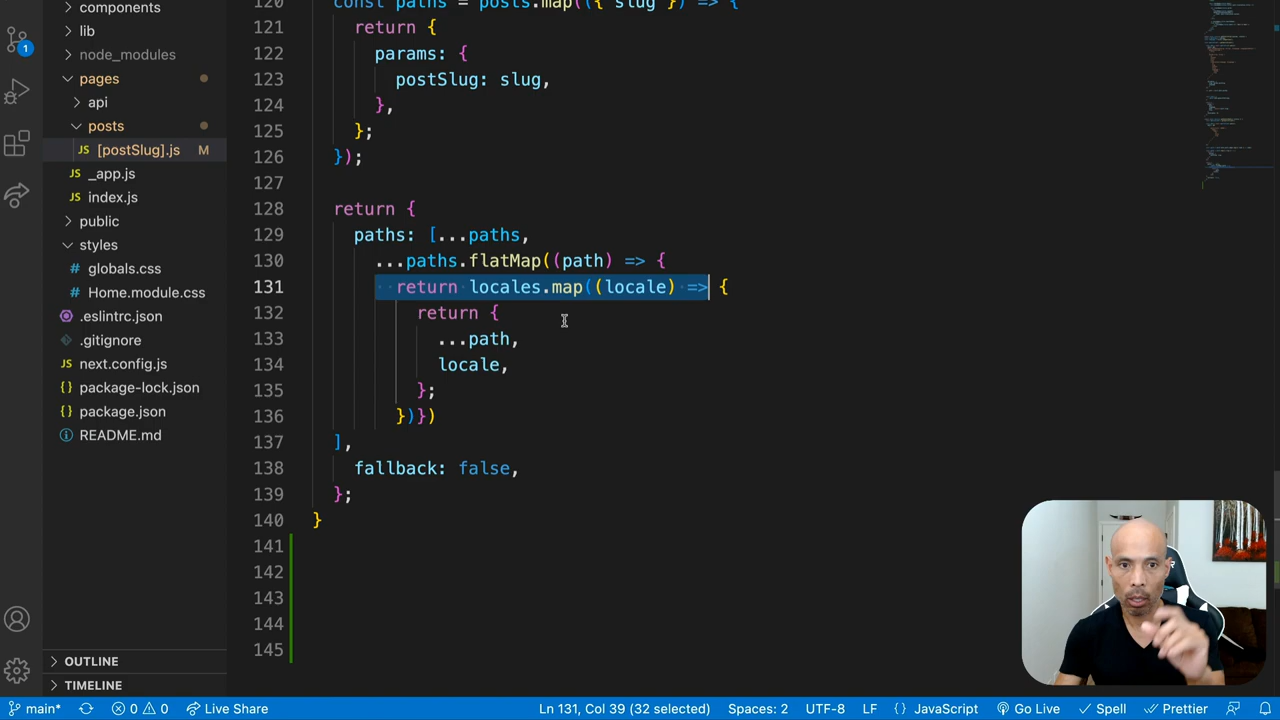 components
lib
node_modules
pages
api
posts
JS [postSlug].js M
JS _app.js
JS index.js
public
styles
# globals.css
# Home.module.css
.eslintrc.json
.gitignore
JS next.config.js
package-lock.json
package.json
README.md
OUTLINE
TIMELINE
1
120 const paths = posts.map(({ slug }) => {
121 return {
122 params: {
123 postSlug: slug,
124 },
125 };
126 });
127
128 return {
129 paths: [...paths,
130 ...paths.flatMap((path) => {
131 return locales.map((locale) => {
132 return {
133 ...path,
134 locale,
135 };
136 })})
137 ],
138 fallback: false,
139 };
140 }
141
142
143
144
145
main* 0 0 Live Share Ln 131, Col 39 (32 selected) Spaces: 2 UTF-8 LF {} JavaScript Go Live Spell Prettier